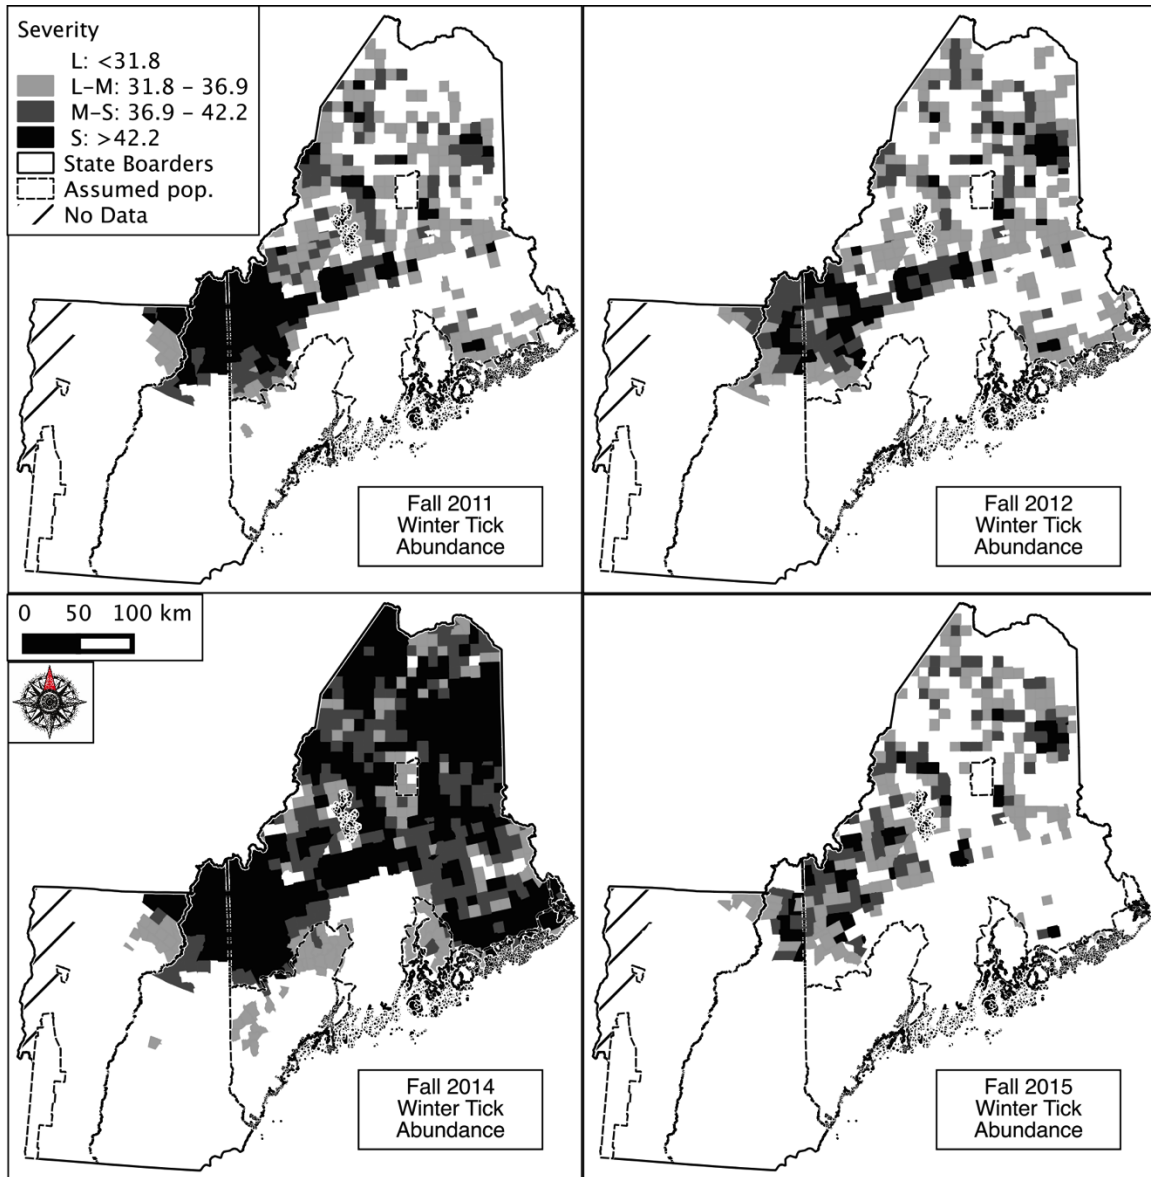 Severity
L: <31.8
L-M: 31.8 - 36.9
M-S: 36.9 - 42.2
S: >42.2
State Boarders
Assumed pop.
No Data
Fall 2011
Winter Tick
Abundance
Fall 2012
Winter Tick
Abundance
0 50 100 km
Fall 2014
Winter Tick
Abundance
Fall 2015
Winter Tick
Abundance